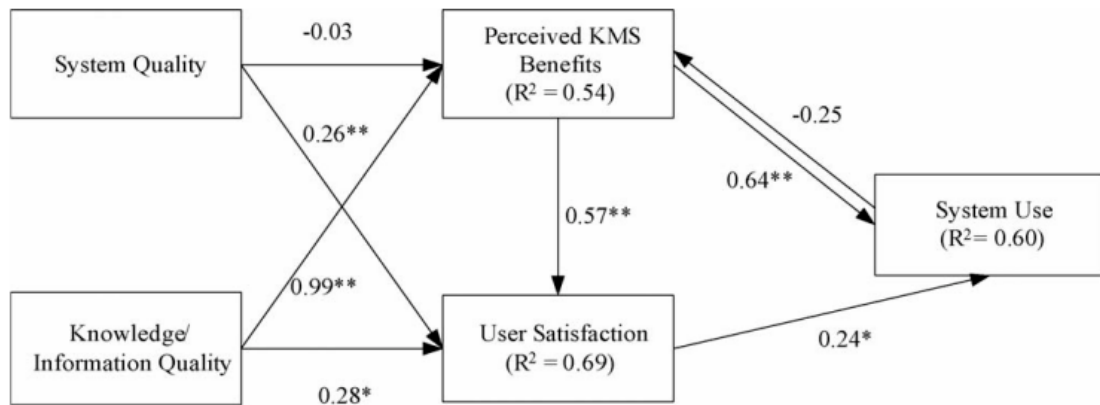 System Quality
-0.03
Perceived KMS
Benefits
(R² = 0.54)
-0.25
0.26**
0.64**
System Use
(R²= 0.60)
0.57**
0.99**
Knowledge/
Information Quality
User Satisfaction
(R² = 0.69)
0.24*
0.28*